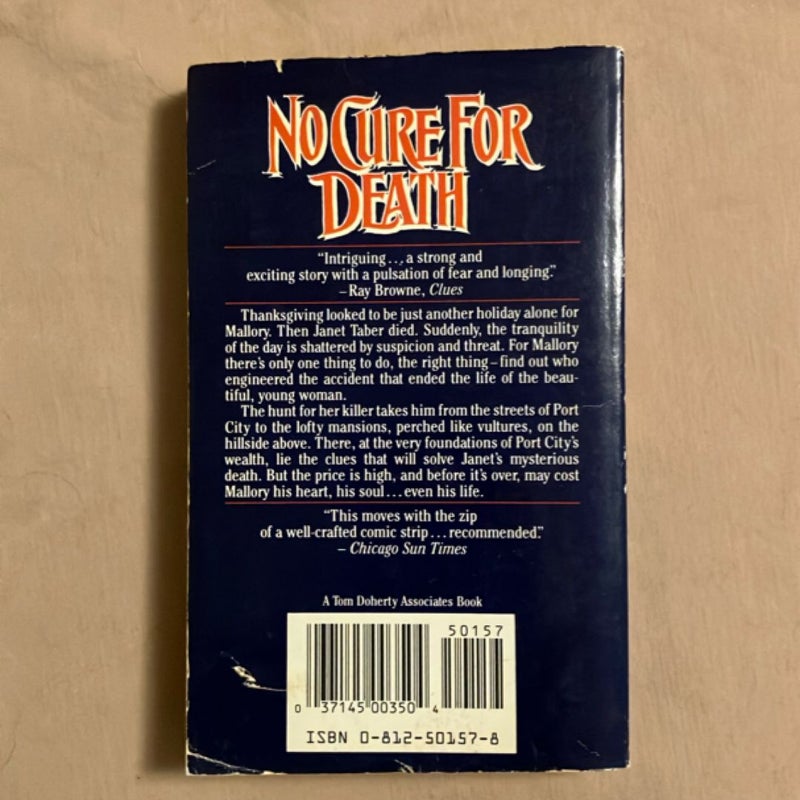 NO CURE FOR
DEATH
“Intriguing...a strong and
exciting story with a pulsation of fear and longing.”
–Ray Browne, Clues
Thanksgiving looked to be just another holiday alone for
Mallory. Then Janet Taber died. Suddenly, the tranquility
of the day is shattered by suspicion and threat. For Mallory
there's only one thing to do, the right thing–find out who
engineered the accident that ended the life of the beau-
tiful, young woman.
The hunt for her killer takes him from the streets of Port
City to the lofty mansions, perched like vultures, on the
hillside above. There, at the very foundations of Port City's
wealth, lie the clues that will solve Janet's mysterious
death. But the price is high, and before it's over, may cost
Mallory his heart, his soul...even his life.
“This moves with the zip
of a well-crafted comic strip...recommended.”
– Chicago Sun Times
A Tom Doherty Associates Book
50157
0 37145 00350 4
ISBN 0-812-50157-8